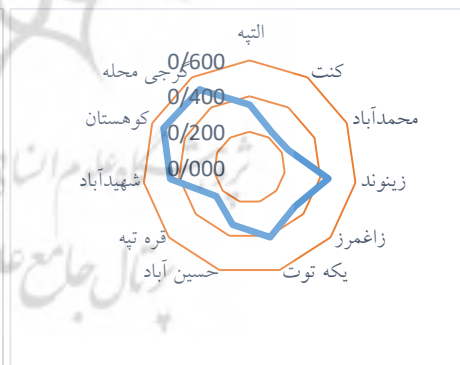 التپه
کنت
محمدآباد
زینوند
زاغمرز
یکه توت
حسین آباد
قره تپه
شهیدآباد
کوهستان
گرجی محله
0/600
0/400
0/200
0/000